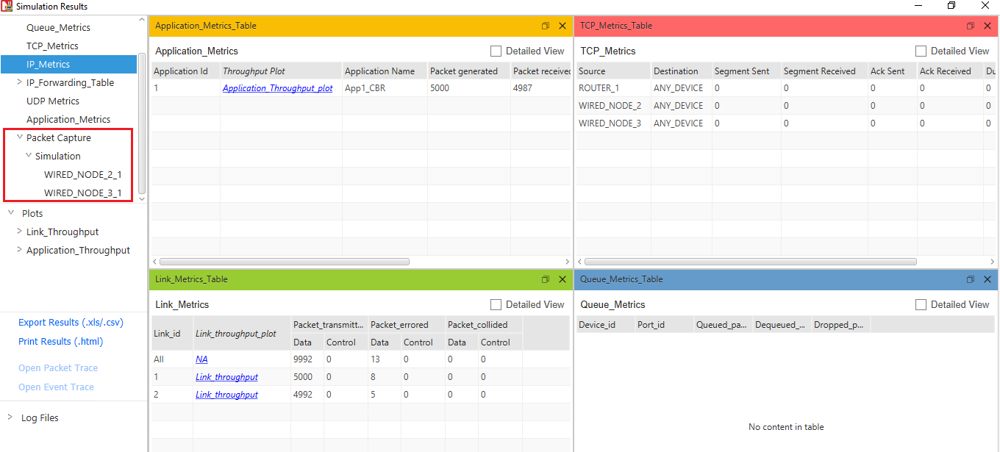 Simulation Results
Queue_Metrics
TCP_Metrics
IP_Metrics
IP_Forwarding_Table
UDP Metrics
Application_Metrics
Packet Capture
Simulation
WIRED_NODE_2_1
WIRED_NODE_3_1
Plots
Link_Throughput
Application_Throughput
Export Results (.xls/.csv)
Print Results (.html)
Open Packet Trace
Open Event Trace
Log Files
Application_Metrics_Table
Application_Metrics Detailed View
Application Id Throughput Plot Application Name Packet generated Packet received
1 Application_Throughput_plot App1_CBR 5000 4987
TCP_Metrics_Table
TCP_Metrics Detailed View
Source Destination Segment Sent Segment Received Ack Sent Ack Received Du
ROUTER_1 ANY_DEVICE 0 0 0 0 0
WIRED_NODE_2 ANY_DEVICE 0 0 0 0 0
WIRED_NODE_3 ANY_DEVICE 0 0 0 0 0
Link_Metrics_Table
Link_Metrics Detailed View
Link_id Link_throughput_plot Packet_transmitt... Packet_errored Packet_collided
Data Control Data Control Data Control
All NA 9992 0 13 0 0 0
1 Link_throughput 5000 0 8 0 0 0
2 Link_throughput 4992 0 5 0 0 0
Queue_Metrics_Table
Queue_Metrics Detailed View
Device_id Port_id Queued_pa... Dequeued_... Dropped_p...
No content in table